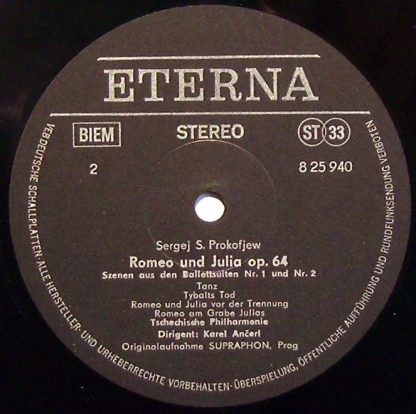 ETERNA
BIEM
STEREO
ST 33
2
8 25 940
Sergej S. Prokofjew
Romeo und Julia op. 64
Szenen aus den Ballettsuiten Nr. 1 und Nr. 2
Tanz
Tybalts Tod
Romeo und Julia vor der Trennung
Romeo am Grabe Julias
Tschechische Philharmonie
Dirigent: Karel Ančerl
Originalaufnahme SUPRAPHON, Prag
VEB DEUTSCHE SCHALLPLATTEN · ALLE HERSTELLER- UND URHEBERRECHTE VORBEHALTEN · ÜBERSPIELUNG, ÖFFENTLICHE AUFFÜHRUNG UND RUNDFUNKSENDUNG VERBOTEN